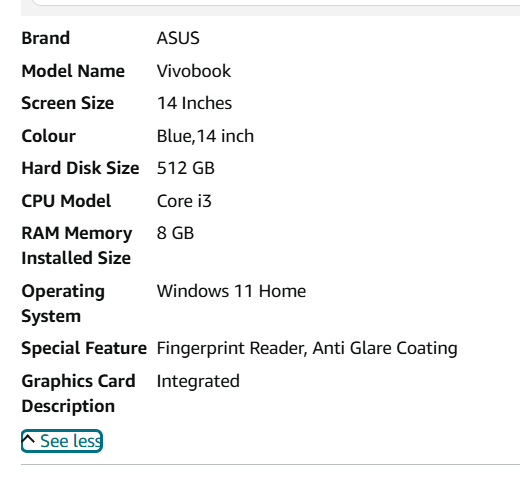 Brand ASUS
Model Name Vivobook
Screen Size 14 Inches
Colour Blue,14 inch
Hard Disk Size 512 GB
CPU Model Core i3
RAM Memory 8 GB
Installed Size
Operating Windows 11 Home
System
Special Feature Fingerprint Reader, Anti Glare Coating
Graphics Card Integrated
Description
See less